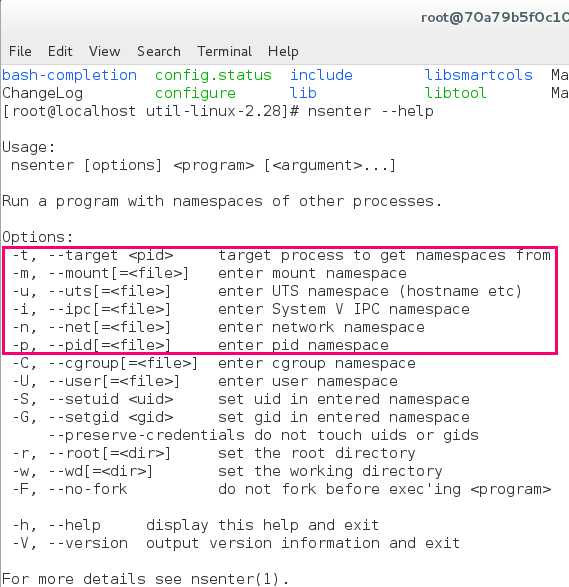 root@70a79b5f0c10
File Edit View Search Terminal Help
bash-completion config.status include libsmartcols Ma
ChangeLog configure lib libtool Ma
[root@localhost util-linux-2.28]# nsenter --help
Usage:
nsenter [options] <program> [<argument>...]
Run a program with namespaces of other processes.
Options:
-t, --target <pid> target process to get namespaces from
-m, --mount[=<file>] enter mount namespace
-u, --uts[=<file>] enter UTS namespace (hostname etc)
-i, --ipc[=<file>] enter System V IPC namespace
-n, --net[=<file>] enter network namespace
-p, --pid[=<file>] enter pid namespace
-C, --cgroup[=<file>] enter cgroup namespace
-U, --user[=<file>] enter user namespace
-S, --setuid <uid> set uid in entered namespace
-G, --setgid <gid> set gid in entered namespace
--preserve-credentials do not touch uids or gids
-r, --root[=<dir>] set the root directory
-w, --wd[=<dir>] set the working directory
-F, --no-fork do not fork before exec'ing <program>
-h, --help display this help and exit
-V, --version output version information and exit
For more details see nsenter(1).